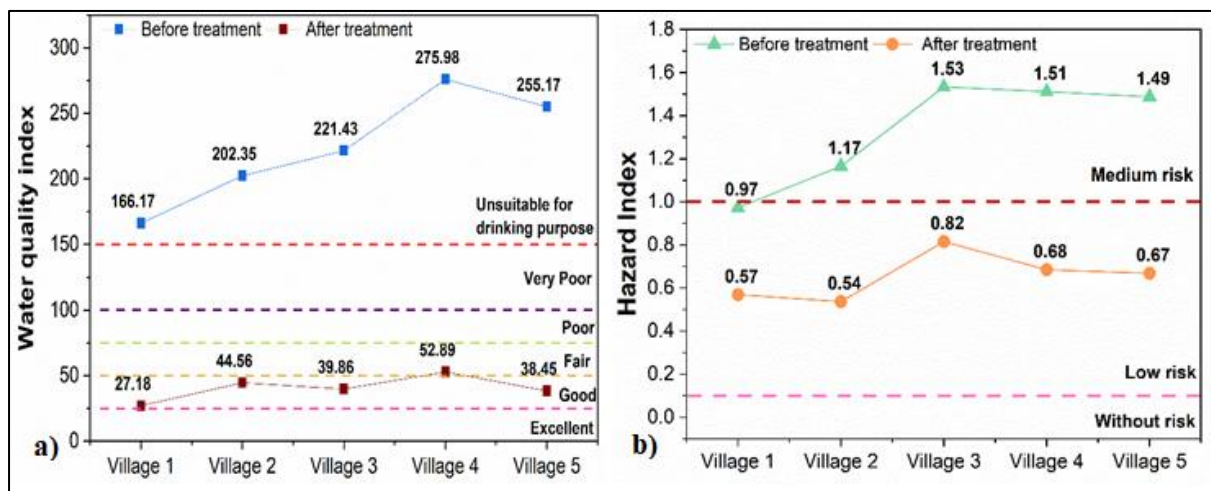 Before treatment After treatment
Water quality index
300
250
200
150
100
50
0
166.17
202.35
221.43
275.98
255.17
Unsuitable for
drinking purpose
Very Poor
Poor
Fair
Good
Excellent
27.18
44.56
39.86
52.89
38.45
a)
Village 1 Village 2 Village 3 Village 4 Village 5
Before treatment After treatment
Hazard Index
1.8
1.6
1.4
1.2
1.0
0.8
0.6
0.4
0.2
0.0
0.97
1.17
1.53
1.51
1.49
Medium risk
0.57
0.54
0.82
0.68
0.67
Low risk
Without risk
b)
Village 1 Village 2 Village 3 Village 4 Village 5